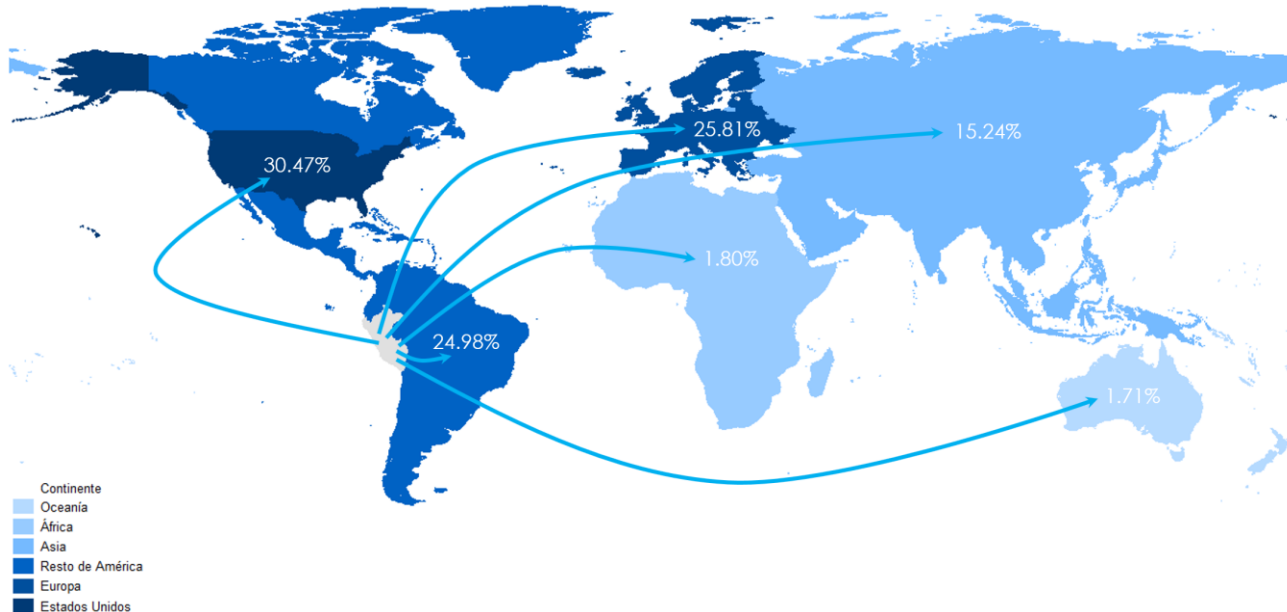 25.81%
15.24%
30.47%
1.80%
24.98%
1.71%
Continente
Oceanía
África
Asia
Resto de América
Europa
Estados Unidos